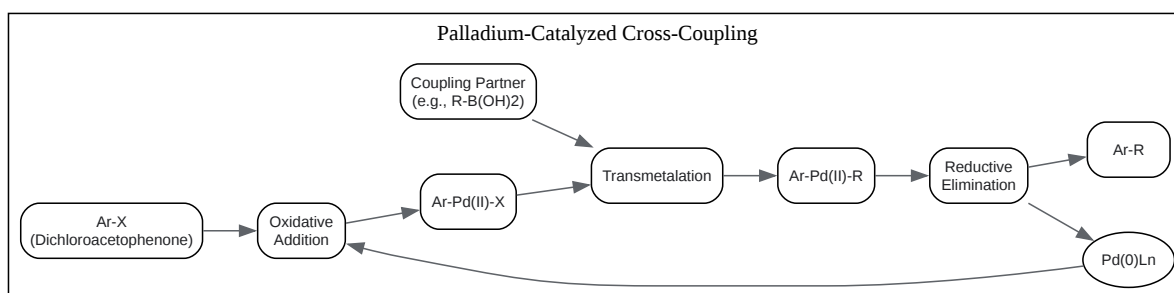 Palladium-Catalyzed Cross-Coupling
Coupling Partner
(e.g., R-B(OH)2)
Ar-X
(Dichloroacetophenone)
Oxidative
Addition
Ar-Pd(II)-X
Transmetalation
Ar-Pd(II)-R
Reductive
Elimination
Ar-R
Pd(0)Ln